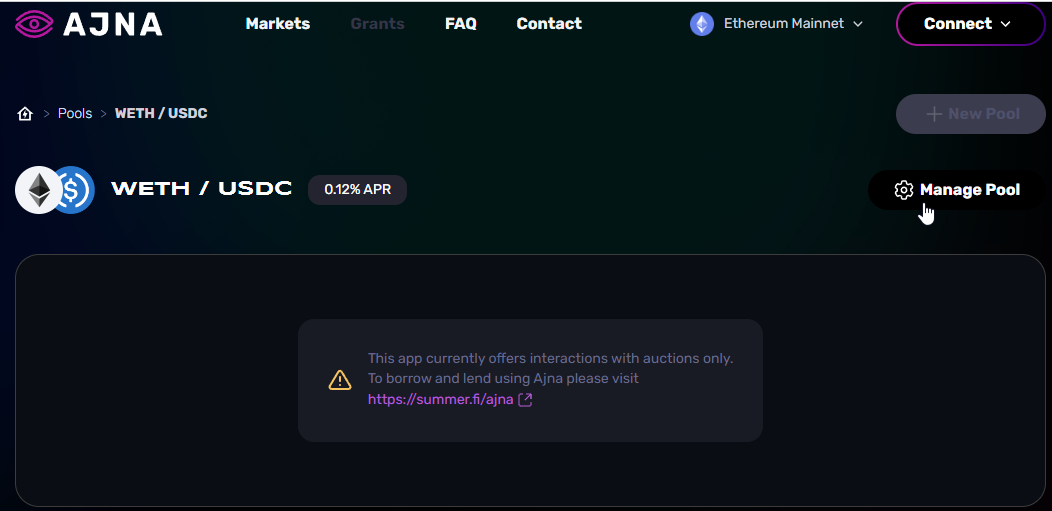 AJNA Markets Grants FAQ Contact Ethereum Mainnet Connect
> Pools > WETH / USDC + New Pool
WETH / USDC 0.12% APR Manage Pool
This app currently offers interactions with auctions only.
To borrow and lend using Ajna please visit
https://summer.fi/ajna